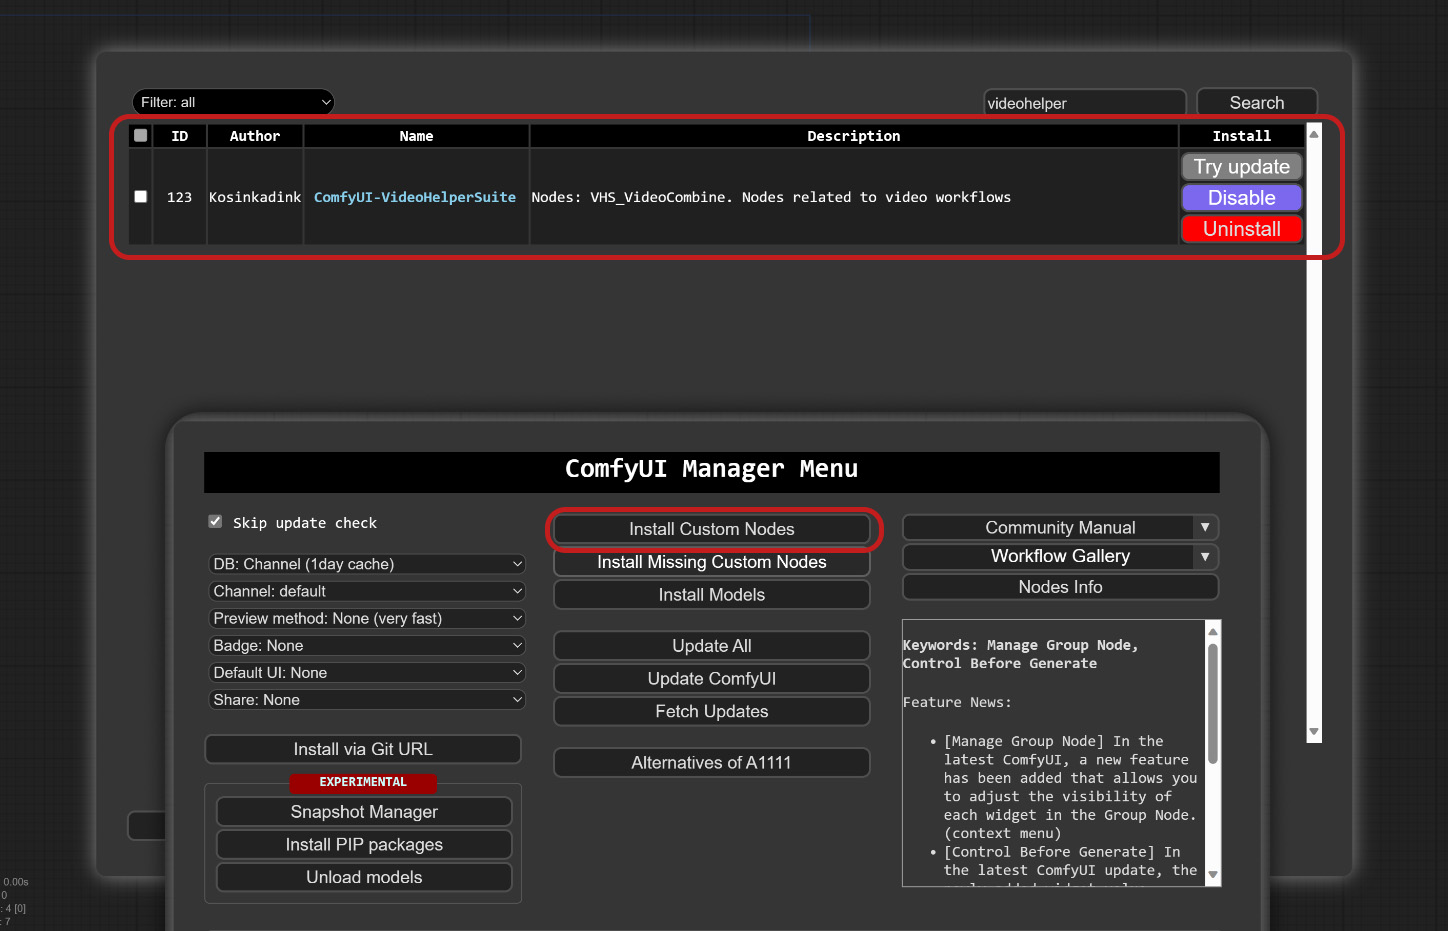 Filter: all
videohelper
Search
ID Author Name Description Install
123 Kosinkadink ComfyUI-VideoHelperSuite Nodes: VHS_VideoCombine. Nodes related to video workflows
Try update
Disable
Uninstall
ComfyUI Manager Menu
Skip update check
DB: Channel (1day cache)
Channel: default
Preview method: None (very fast)
Badge: None
Default UI: None
Share: None
Install via Git URL
EXPERIMENTAL
Snapshot Manager
Install PIP packages
Unload models
Install Custom Nodes
Install Missing Custom Nodes
Install Models
Update All
Update ComfyUI
Fetch Updates
Alternatives of A1111
Community Manual ▼
Workflow Gallery ▼
Nodes Info
Keywords: Manage Group Node,
Control Before Generate
Feature News:
• [Manage Group Node] In the
latest ComfyUI, a new feature
has been added that allows you
to adjust the visibility of
each widget in the Group Node.
(context menu)
• [Control Before Generate] In
the latest ComfyUI update, the
0.00s
0
: 4 [0]
: 7